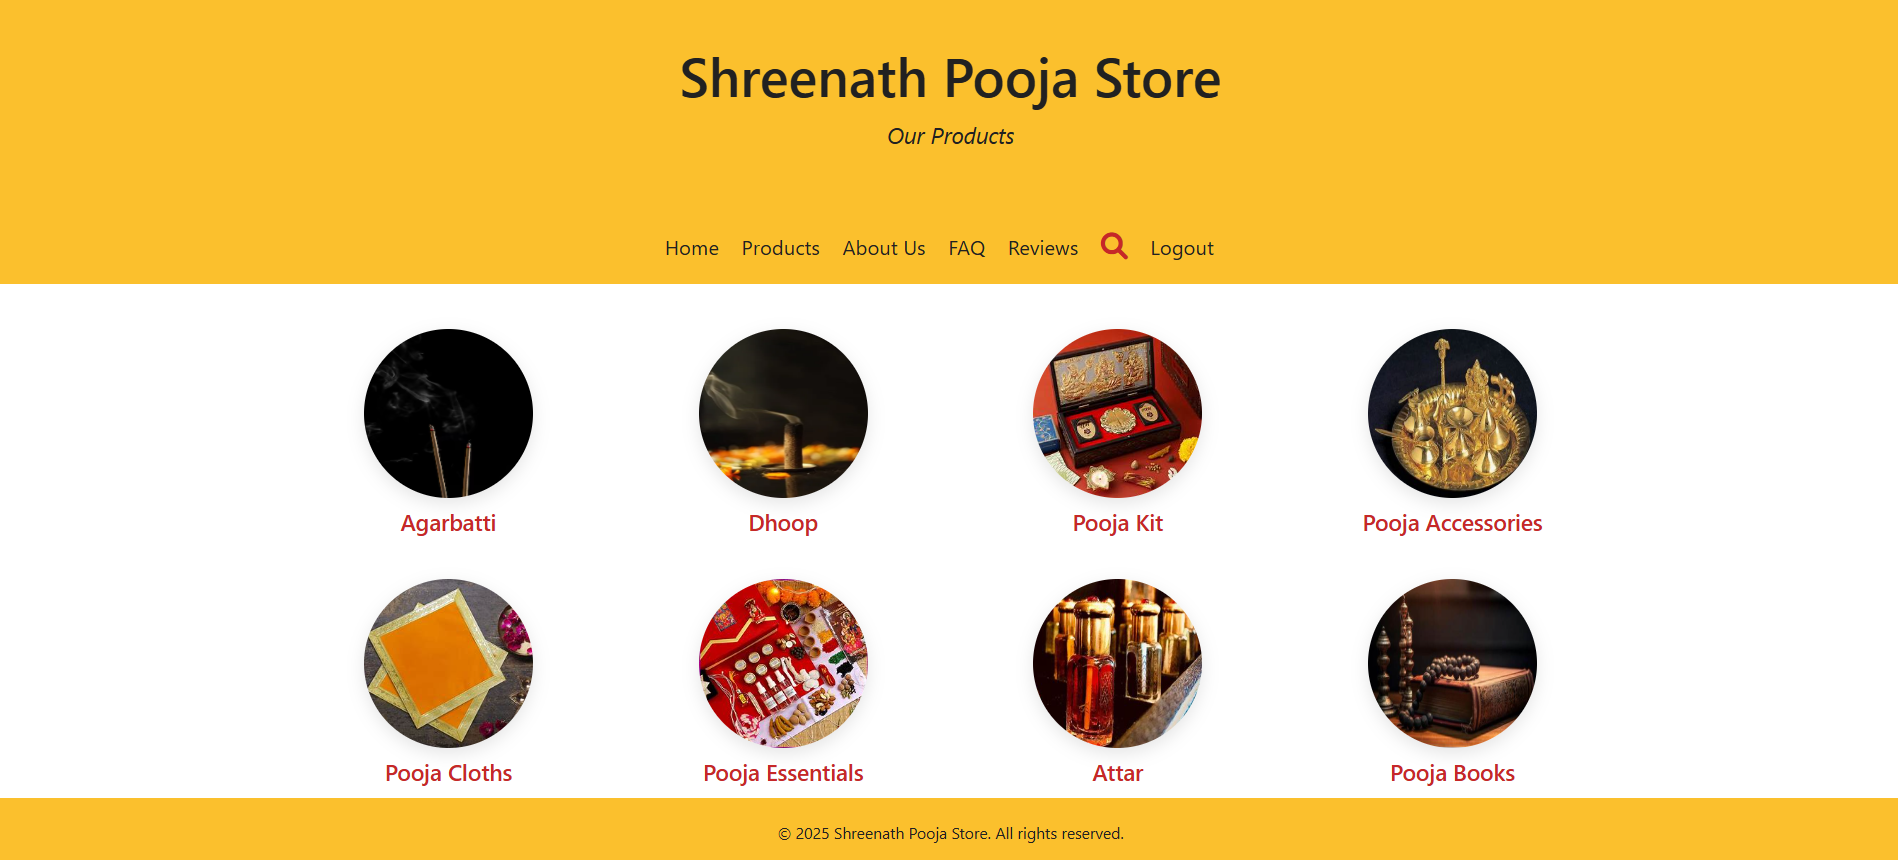 Shreenath Pooja Store
Our Products
Home Products About Us FAQ Reviews Logout
Agarbatti Dhoop Pooja Kit Pooja Accessories
Pooja Cloths Pooja Essentials Attar Pooja Books
© 2025 Shreenath Pooja Store. All rights reserved.